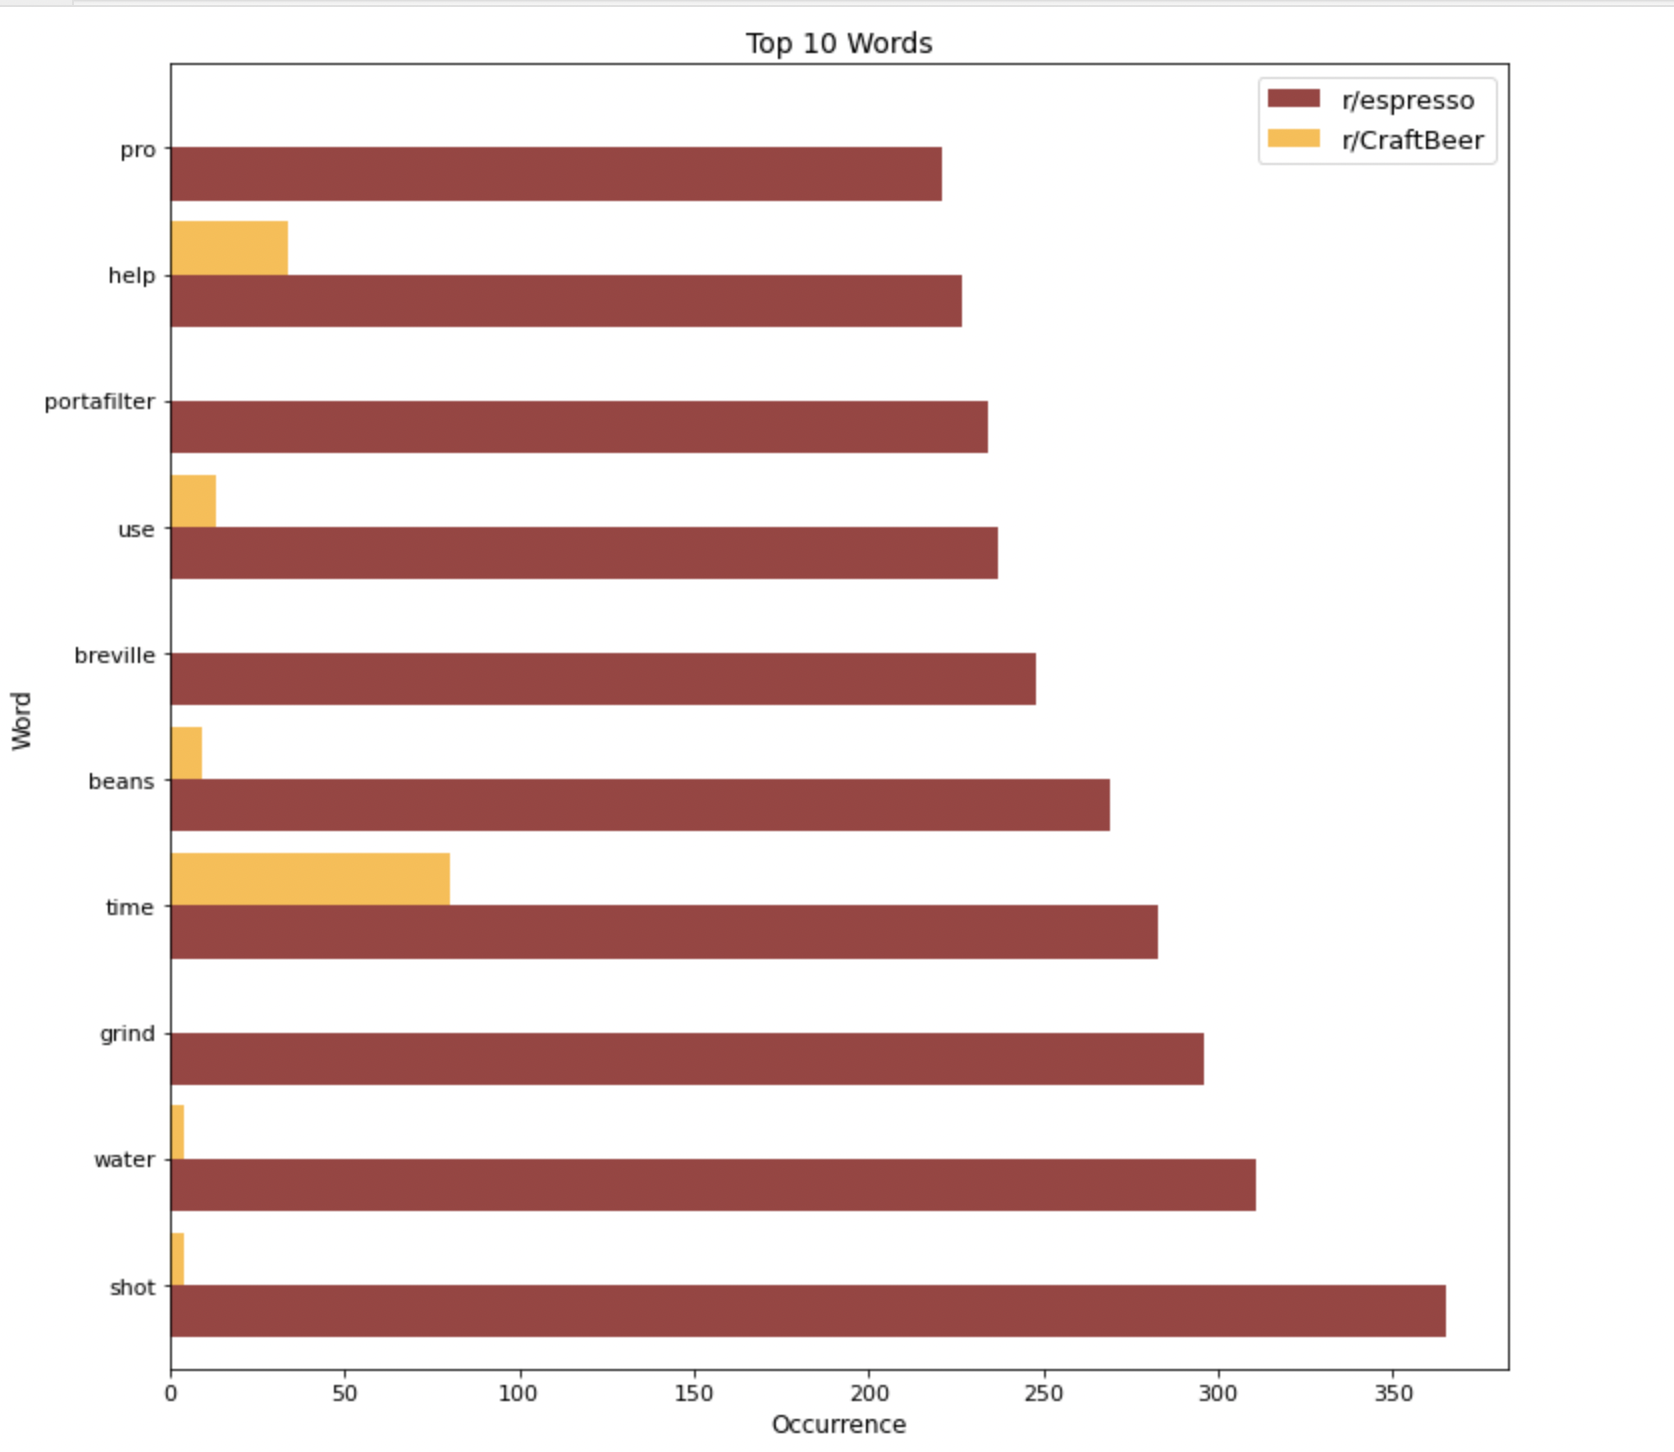 Top 10 Words
r/espresso
r/CraftBeer
pro
help
portafilter
use
breville
beans
time
grind
water
shot
Word
0 50 100 150 200 250 300 350
Occurrence